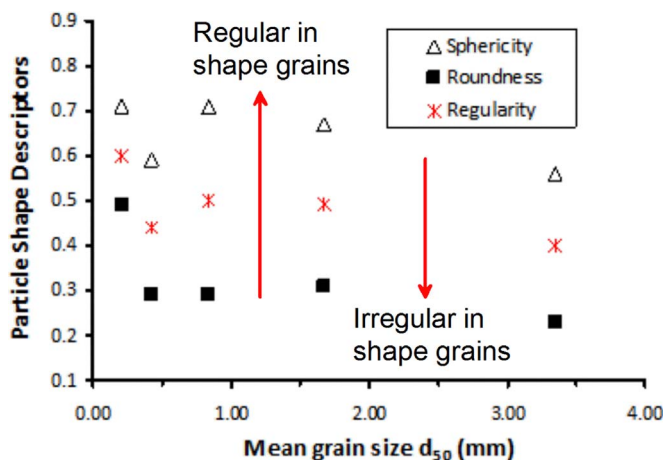 Particle Shape Descriptors
0.9
0.8
0.7
0.6
0.5
0.4
0.3
0.2
0.1
Regular in
shape grains
Sphericity
Roundness
Regularity
Irregular in
shape grains
0.00 1.00 2.00 3.00 4.00
Mean grain size d50 (mm)